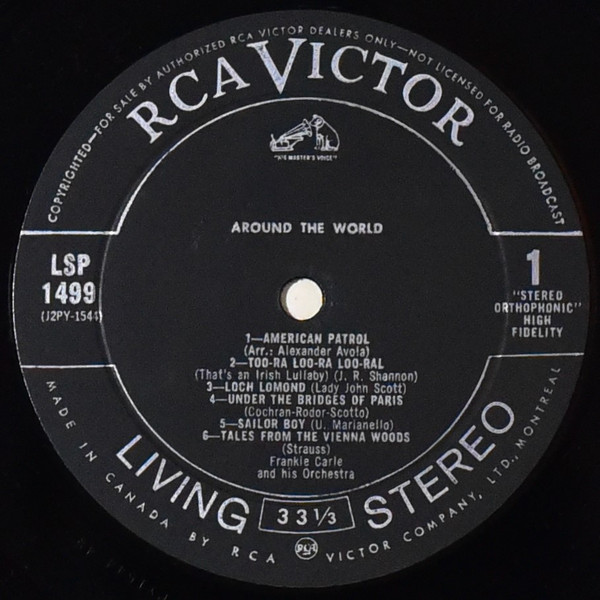 COPYRIGHTED—FOR SALE BY AUTHORIZED RCA VICTOR DEALERS ONLY—NOT LICENSED FOR RADIO BROADCAST
RCA VICTOR
"HIS MASTER'S VOICE"
AROUND THE WORLD
LSP
1499
(J2PY-1544)
1
"STEREO
ORTHOPHONIC"
HIGH
FIDELITY
1—AMERICAN PATROL
(Arr.: Alexander Avola)
2—TOO-RA LOO-RA LOO-RAL
(That's an Irish Lullaby) (J. R. Shannon)
3—LOCH LOMOND (Lady John Scott)
4—UNDER THE BRIDGES OF PARIS
(Cochran-Rodor-Scotto)
5—SAILOR BOY (U. Marianello)
6—TALES FROM THE VIENNA WOODS
(Strauss)
Frankie Carle
and his Orchestra
LIVING STEREO
33 1/3
MADE IN CANADA BY RCA VICTOR COMPANY, LTD., MONTREAL